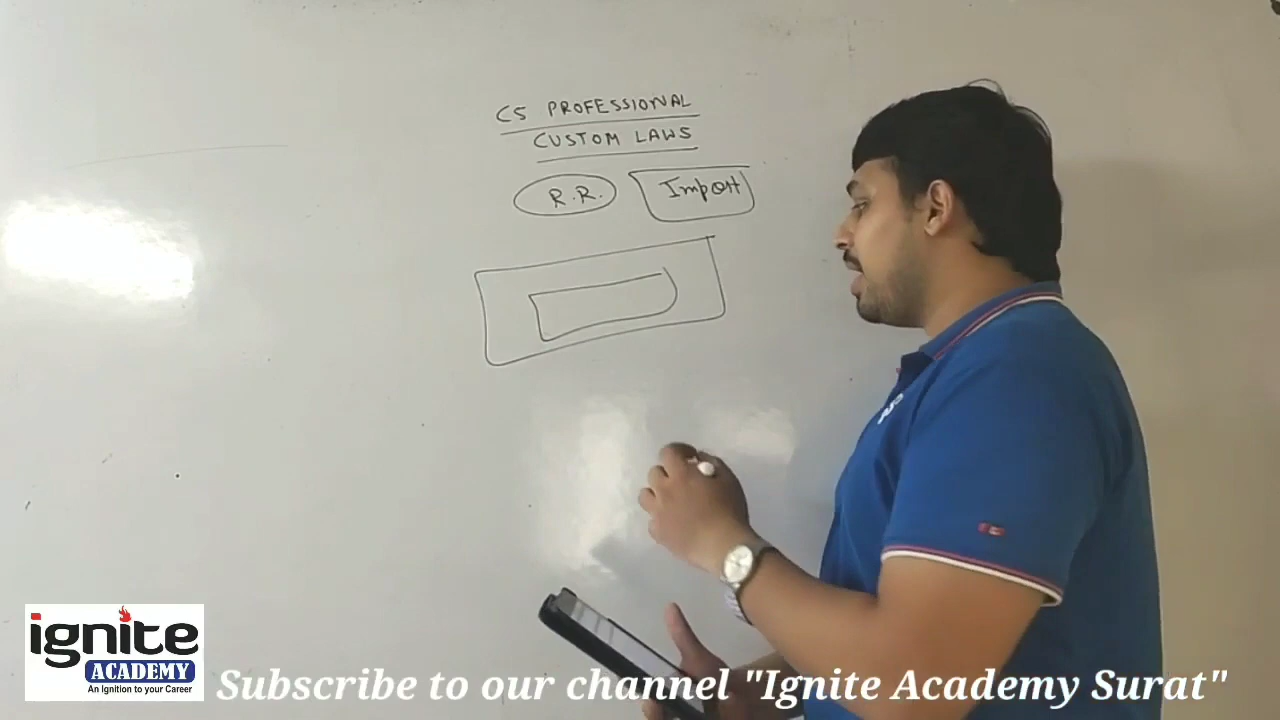 CS PROFESSIONAL
CUSTOM LAWS
R.R. Import
ignite
ACADEMY
An Ignition to your Career
Subscribe to our channel "Ignite Academy Surat"